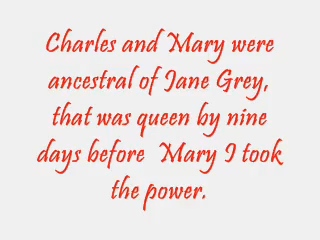 Charles and Mary were
ancestral of Jane Grey,
that was queen by nine
days before Mary I took
the power.